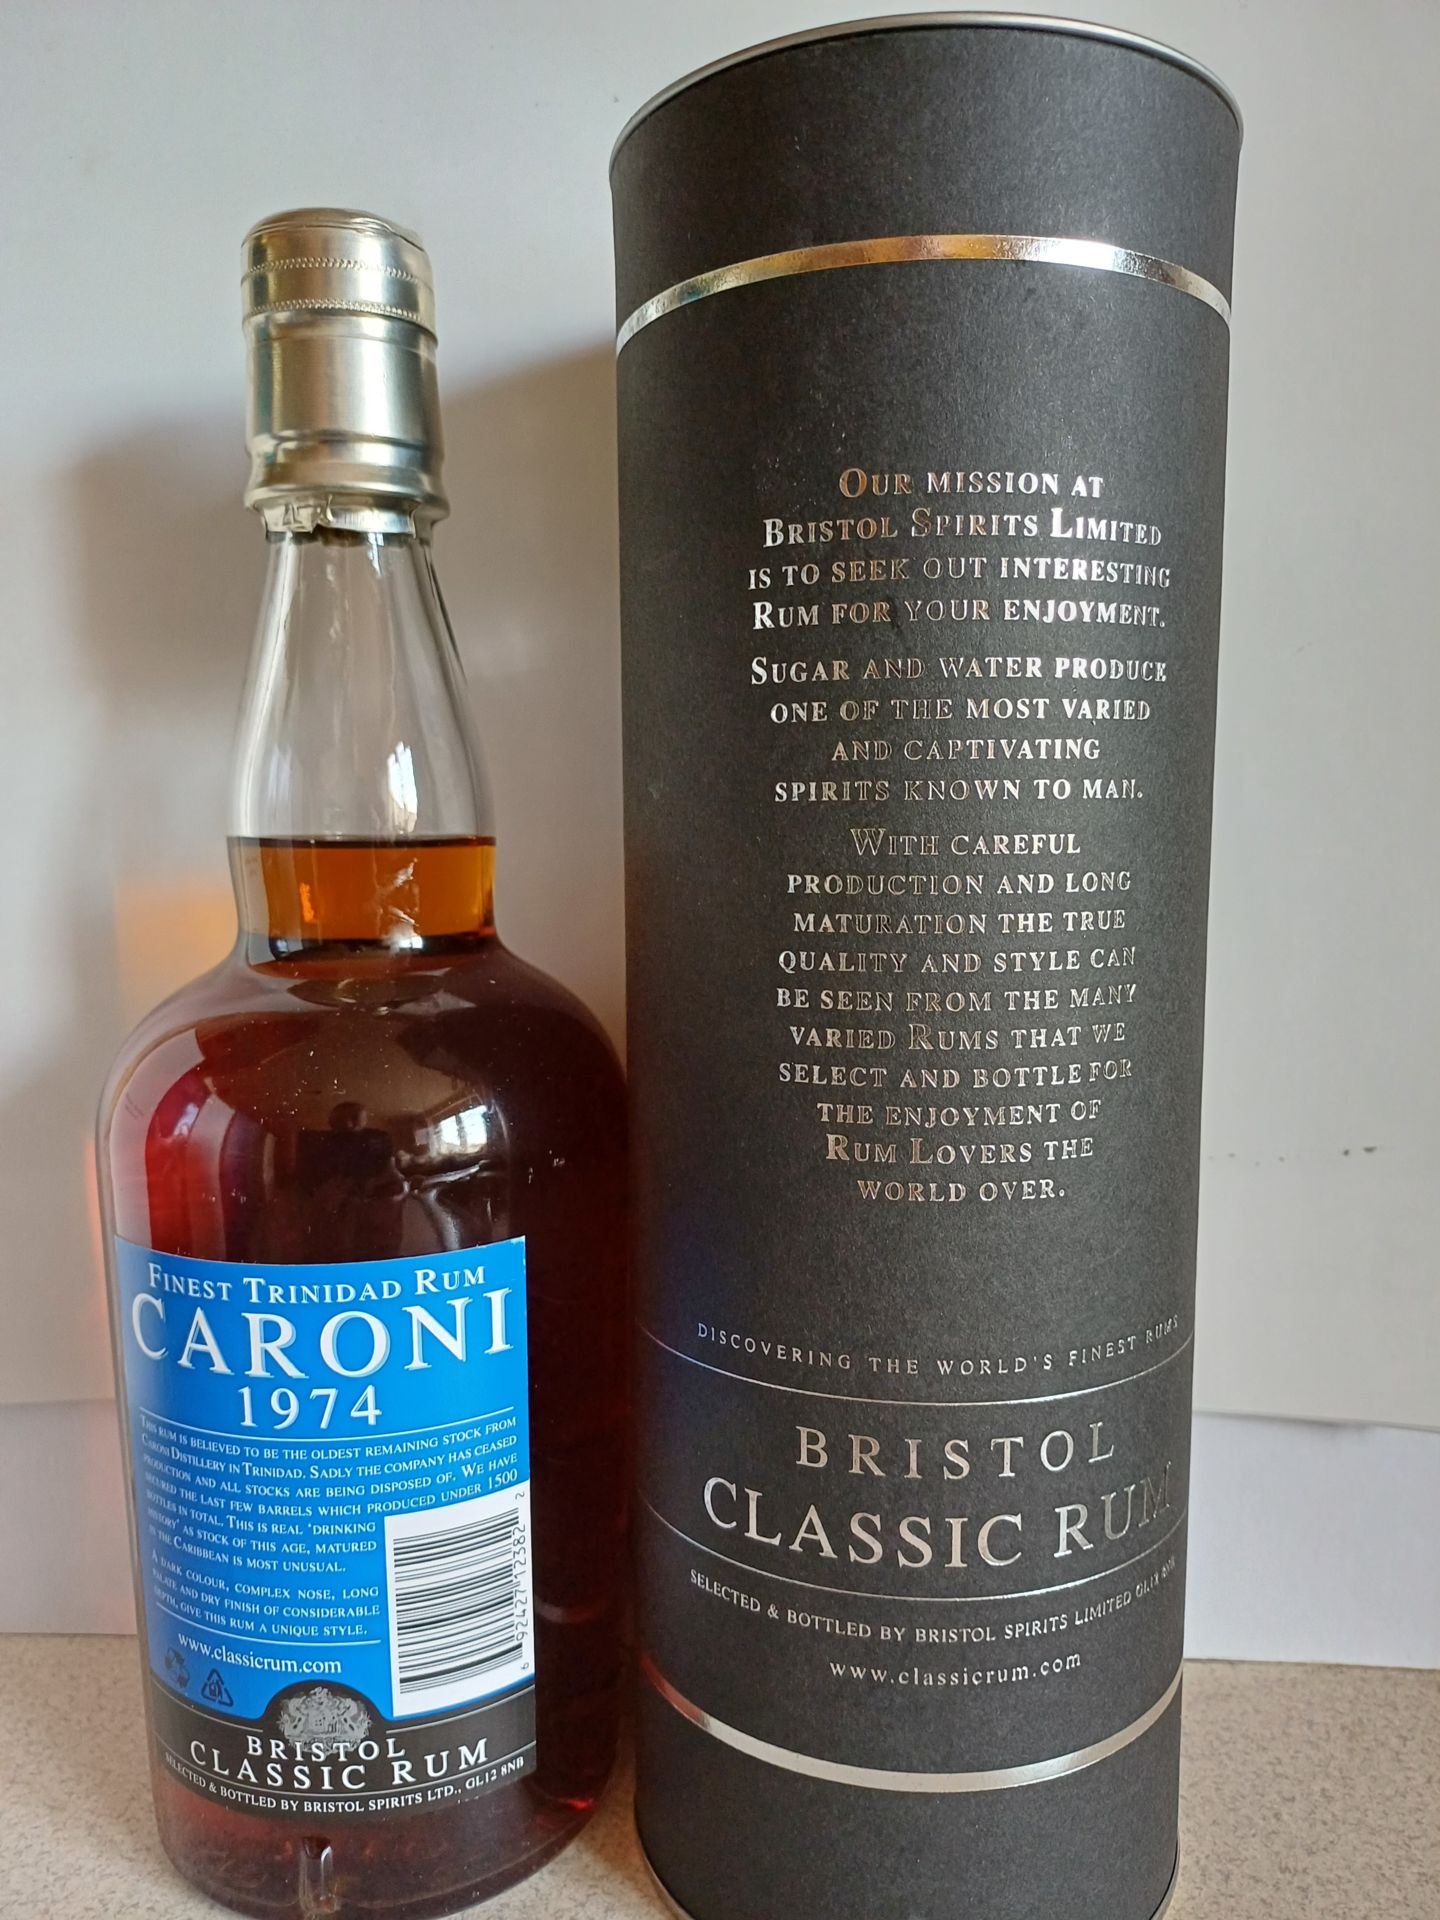 FINEST TRINIDAD RUM
CARONI
1974
THIS RUM IS BELIEVED TO BE THE OLDEST REMAINING STOCK FROM
CARONI DISTILLERY IN TRINIDAD. SADLY THE COMPANY HAS CEASED
PRODUCTION AND ALL STOCKS ARE BEING DISPOSED OF. WE HAVE
SECURED THE LAST FEW BARRELS WHICH PRODUCED UNDER 1500
BOTTLES IN TOTAL. THIS IS REAL 'DRINKING
HISTORY' AS STOCK OF THIS AGE, MATURED
IN THE CARIBBEAN IS MOST UNUSUAL.
A DARK COLOUR, COMPLEX NOSE, LONG
PALATE AND DRY FINISH OF CONSIDERABLE
DEPTH, GIVE THIS RUM A UNIQUE STYLE.
www.classicrum.com
6 92427 12382 2
BRISTOL
CLASSIC RUM
SELECTED & BOTTLED BY BRISTOL SPIRITS LTD., GL12 8NB
OUR MISSION AT
BRISTOL SPIRITS LIMITED
IS TO SEEK OUT INTERESTING
RUM FOR YOUR ENJOYMENT.
SUGAR AND WATER PRODUCE
ONE OF THE MOST VARIED
AND CAPTIVATING
SPIRITS KNOWN TO MAN.
WITH CAREFUL
PRODUCTION AND LONG
MATURATION THE TRUE
QUALITY AND STYLE CAN
BE SEEN FROM THE MANY
VARIED RUMS THAT WE
SELECT AND BOTTLE FOR
THE ENJOYMENT OF
RUM LOVERS THE
WORLD OVER.
DISCOVERING THE WORLD'S FINEST RUMS
BRISTOL
CLASSIC RUM
SELECTED & BOTTLED BY BRISTOL SPIRITS LIMITED GL12
www.classicrum.com